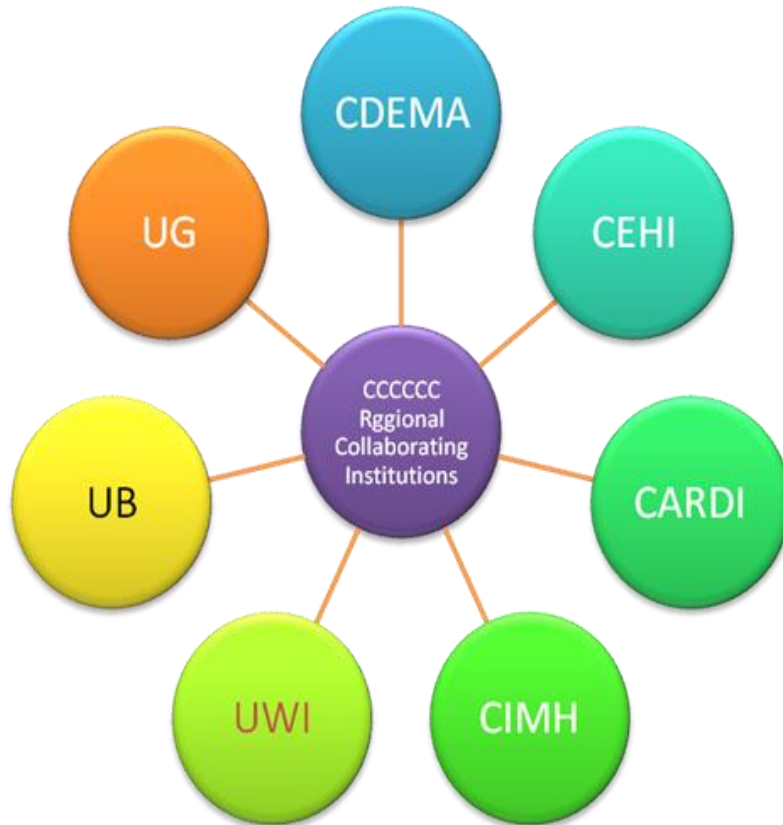 CDEMA
CEHI
CARDI
CIMH
UWI
UB
UG
CCCCCC
Rggional
Collaborating
Institutions